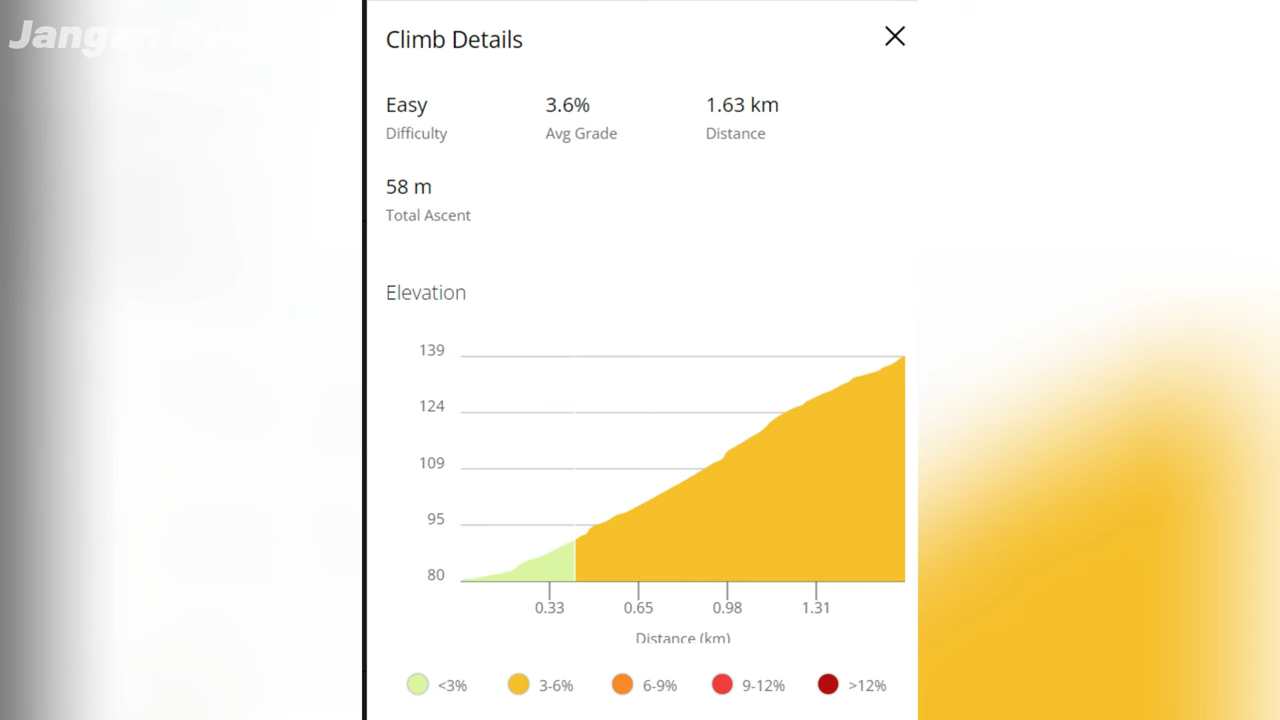 Jangan
Climb Details
Easy 3.6% 1.63 km
Difficulty Avg Grade Distance
58 m
Total Ascent
Elevation
139
124
109
95
80
0.33 0.65 0.98 1.31
Distance (km)
<3% 3-6% 6-9% 9-12% >12%